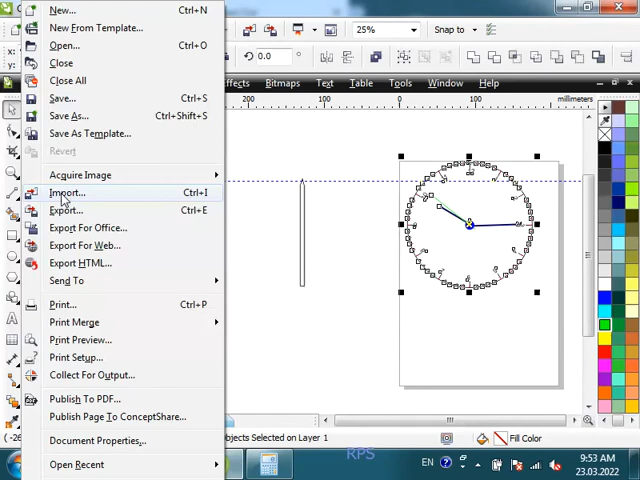 New... Ctrl+N
New From Template...
Open... Ctrl+O
Close
Close All
Save... Ctrl+S
Save As... Ctrl+Shift+S
Save As Template...
Revert
Acquire Image
Import... Ctrl+I
Export... Ctrl+E
Export For Office...
Export For Web...
Export HTML...
Send To
Print... Ctrl+P
Print Merge
Print Preview...
Print Setup...
Collect For Output...
Publish To PDF...
Publish Page To ConceptShare...
Document Properties...
Open Recent
25%
Snap to
0.0
Effects Bitmaps Text Table Tools Window Help
200 100 0 100 millimeters
Objects Selected on Layer 1
Fill Color
RPS
EN
9:53 AM
23.03.2022